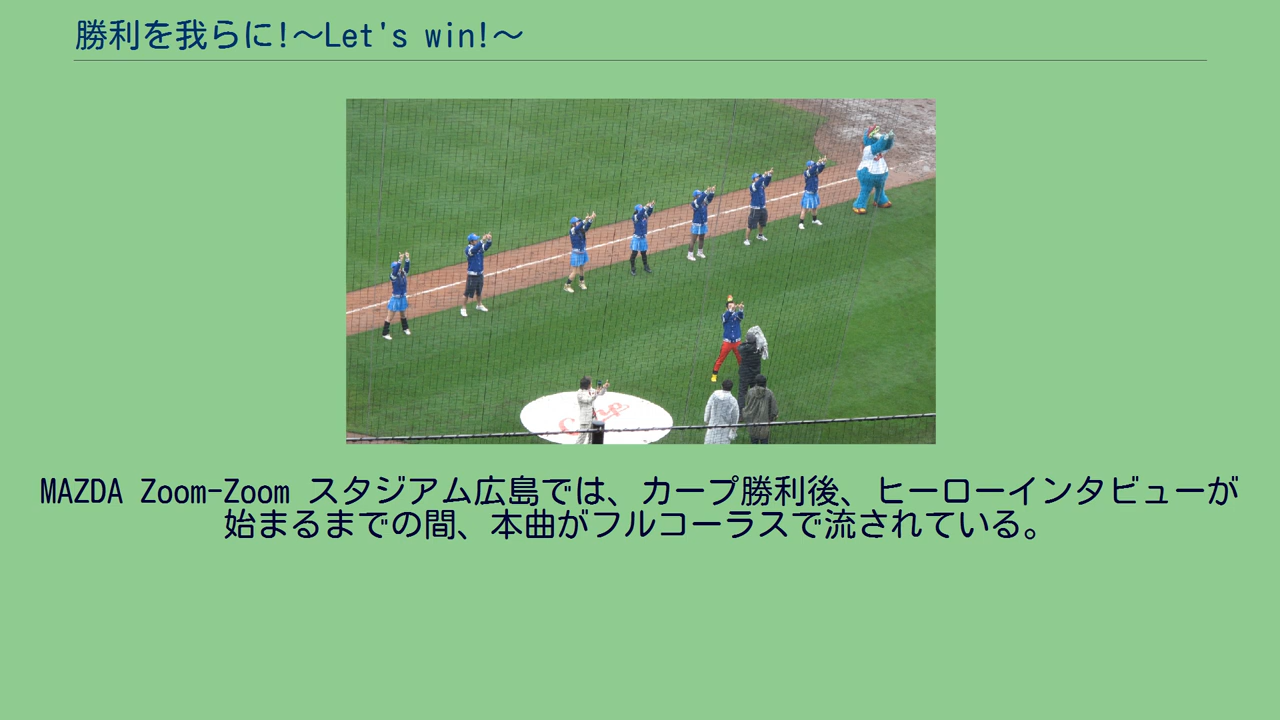 勝利を我らに!～Let's win!～
Carp
MAZDA Zoom-Zoom スタジアム広島では、カープ勝利後、ヒーローインタビューが
始まるまでの間、本曲がフルコーラスで流されている。